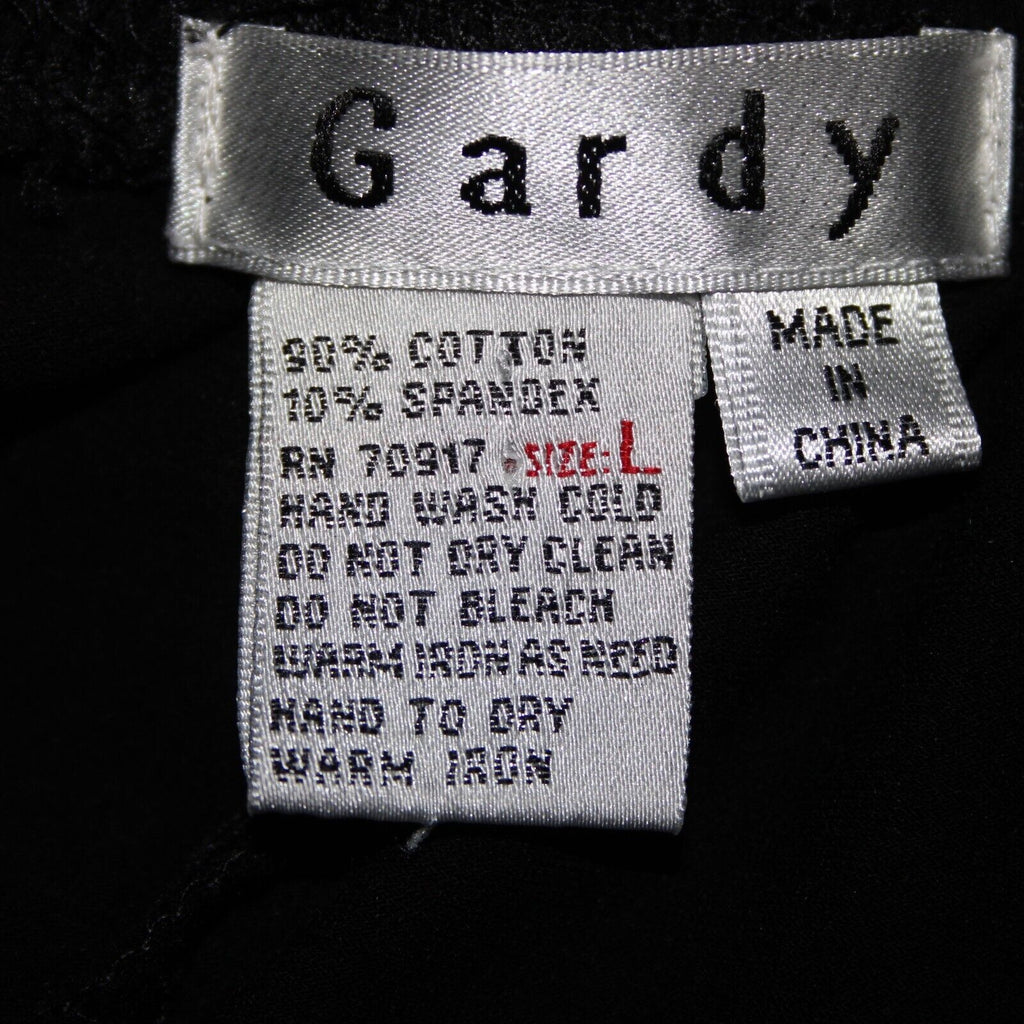 Gardy
90% COTTON
10% SPANDEX
RN 70917 SIZE: L
HAND WASH COLD
DO NOT DRY CLEAN
DO NOT BLEACH
WARM IRON AS NEED
HAND TO DRY
WARM IRON
MADE
IN
CHINA